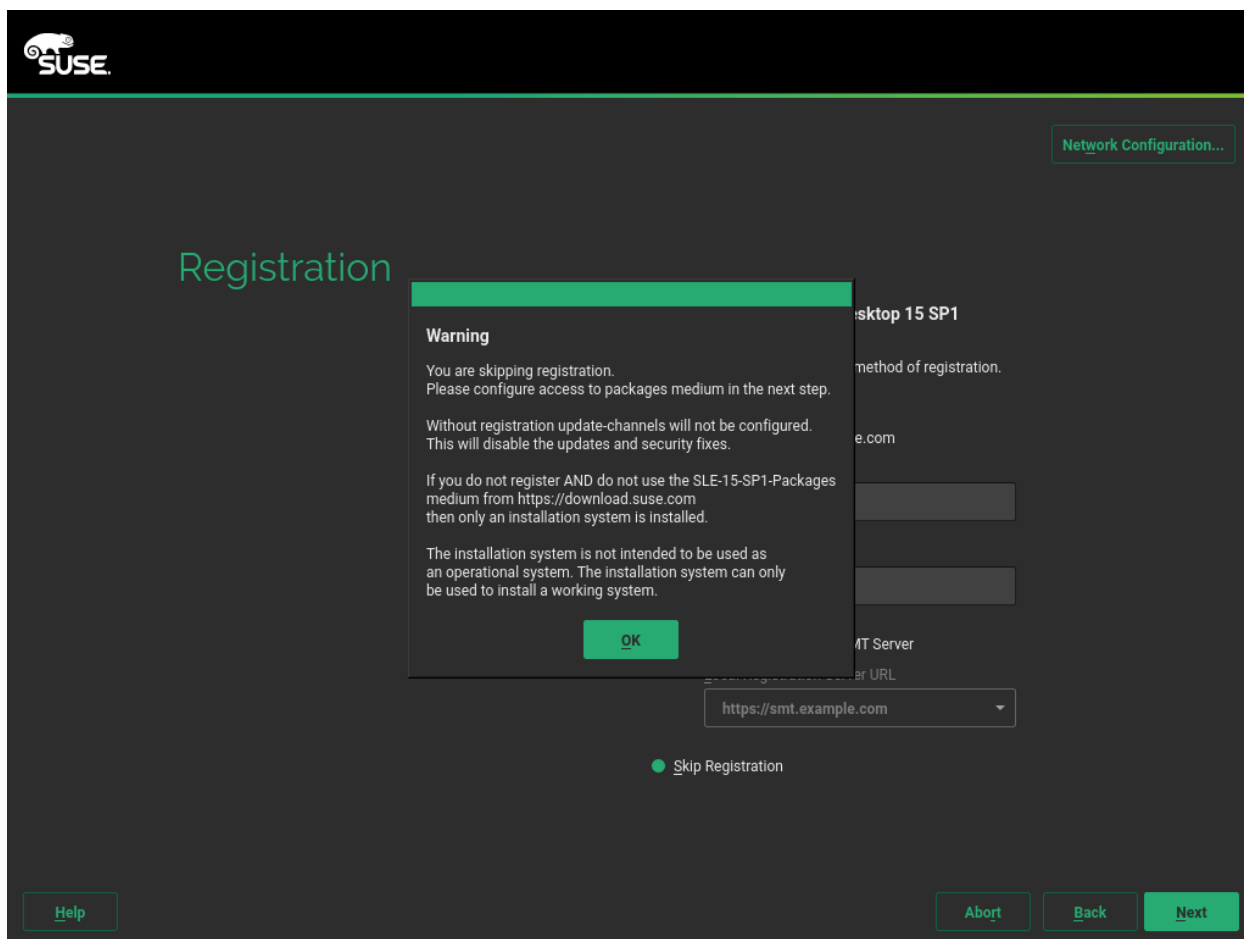 SUSE.
Network Configuration...
Registration
Desktop 15 SP1
method of registration.
e.com
Warning
You are skipping registration.
Please configure access to packages medium in the next step.
Without registration update-channels will not be configured.
This will disable the updates and security fixes.
If you do not register AND do not use the SLE-15-SP1-Packages
medium from https://download.suse.com
then only an installation system is installed.
The installation system is not intended to be used as
an operational system. The installation system can only
be used to install a working system.
OK
MT Server
er URL
https://smt.example.com
Skip Registration
Help
Abort
Back
Next